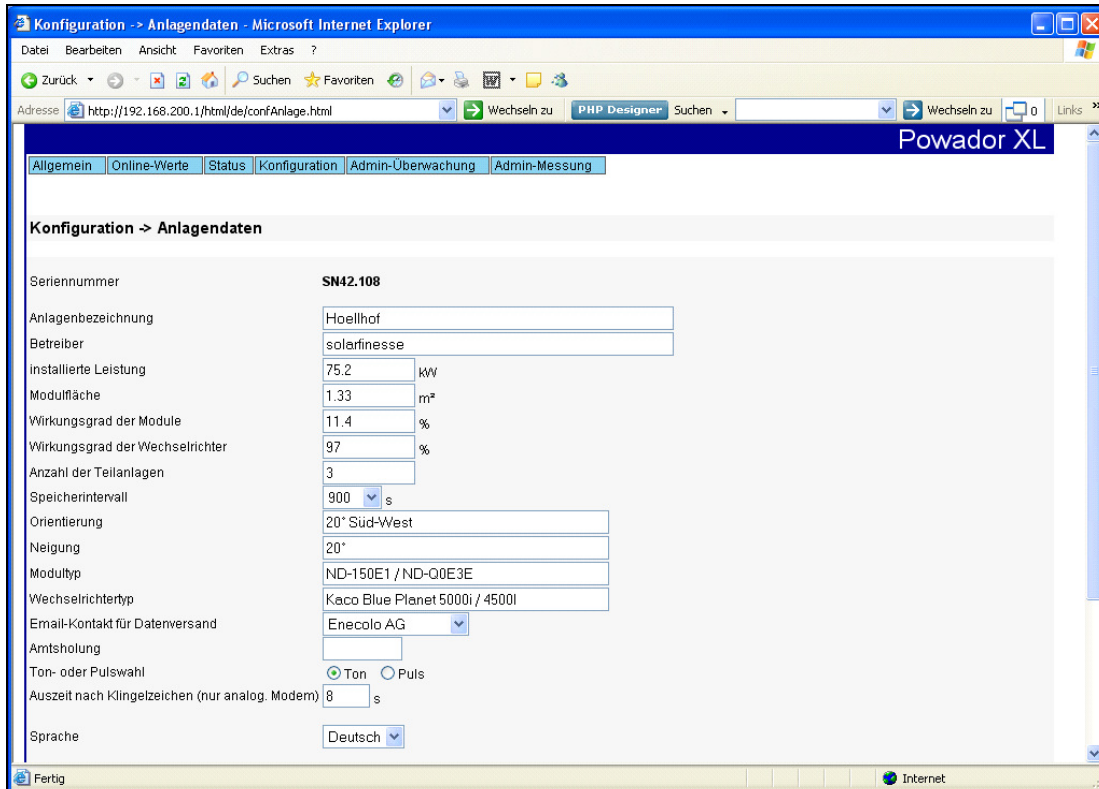 Konfiguration -> Anlagendaten - Microsoft Internet Explorer
Datei Bearbeiten Ansicht Favoriten Extras ?
Zurück Suchen Favoriten
Adresse http://192.168.200.1/html/de/confAnlage.html Wechseln zu PHP Designer Suchen Wechseln zu 0 Links »
Powador XL
Allgemein Online-Werte Status Konfiguration Admin-Überwachung Admin-Messung
Konfiguration -> Anlagendaten
Seriennummer SN42.108
Anlagenbezeichnung Hoellhof
Betreiber solarfinesse
installierte Leistung 75.2 kW
Modulfläche 1.33 m²
Wirkungsgrad der Module 11.4 %
Wirkungsgrad der Wechselrichter 97 %
Anzahl der Teilanlagen 3
Speicherintervall 900 s
Orientierung 20° Süd-West
Neigung 20°
Modultyp ND-150E1 / ND-Q0E3E
Wechselrichtertyp Kaco Blue Planet 5000i / 4500I
Email-Kontakt für Datenversand Enecolo AG
Amtsholung
Ton- oder Pulswahl Ton Puls
Auszeit nach Klingelzeichen (nur analog. Modem) 8 s
Sprache Deutsch
Fertig Internet